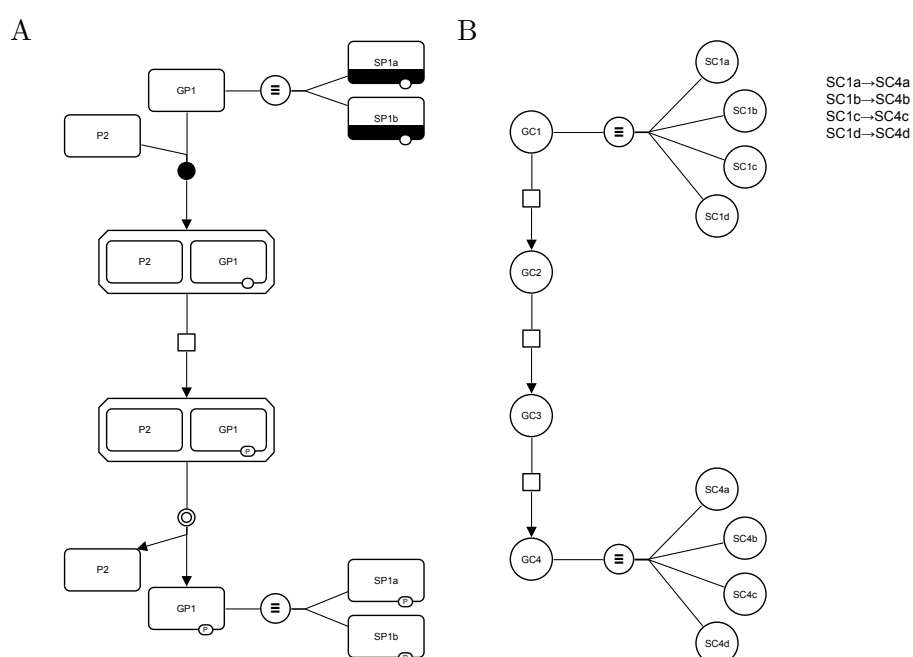 A
B
SP1a
GP1
SP1b
P2
P2
GP1
P2
GP1
P
P2
GP1
P
SP1a
P
SP1b
P
SC1a
SC1b
GC1
SC1c
SC1d
GC2
GC3
SC4a
SC4b
GC4
SC4c
SC4d
SC1a→SC4a
SC1b→SC4b
SC1c→SC4c
SC1d→SC4d